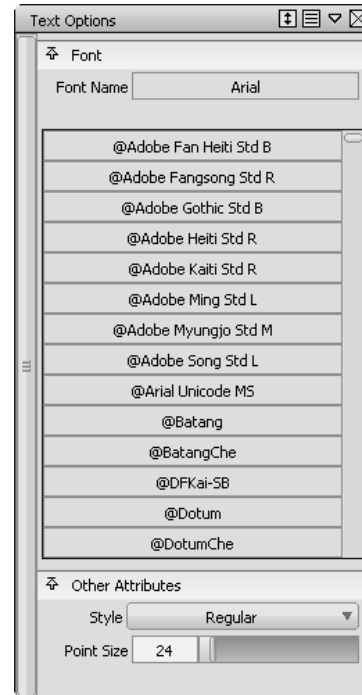 Text Options
Font
Font Name Arial
@Adobe Fan Heiti Std B
@Adobe Fangsong Std R
@Adobe Gothic Std B
@Adobe Heiti Std R
@Adobe Kaiti Std R
@Adobe Ming Std L
@Adobe Myungjo Std M
@Adobe Song Std L
@Arial Unicode MS
@Batang
@BatangChe
@DFKai-SB
@Dotum
@DotumChe
Other Attributes
Style Regular
Point Size 24